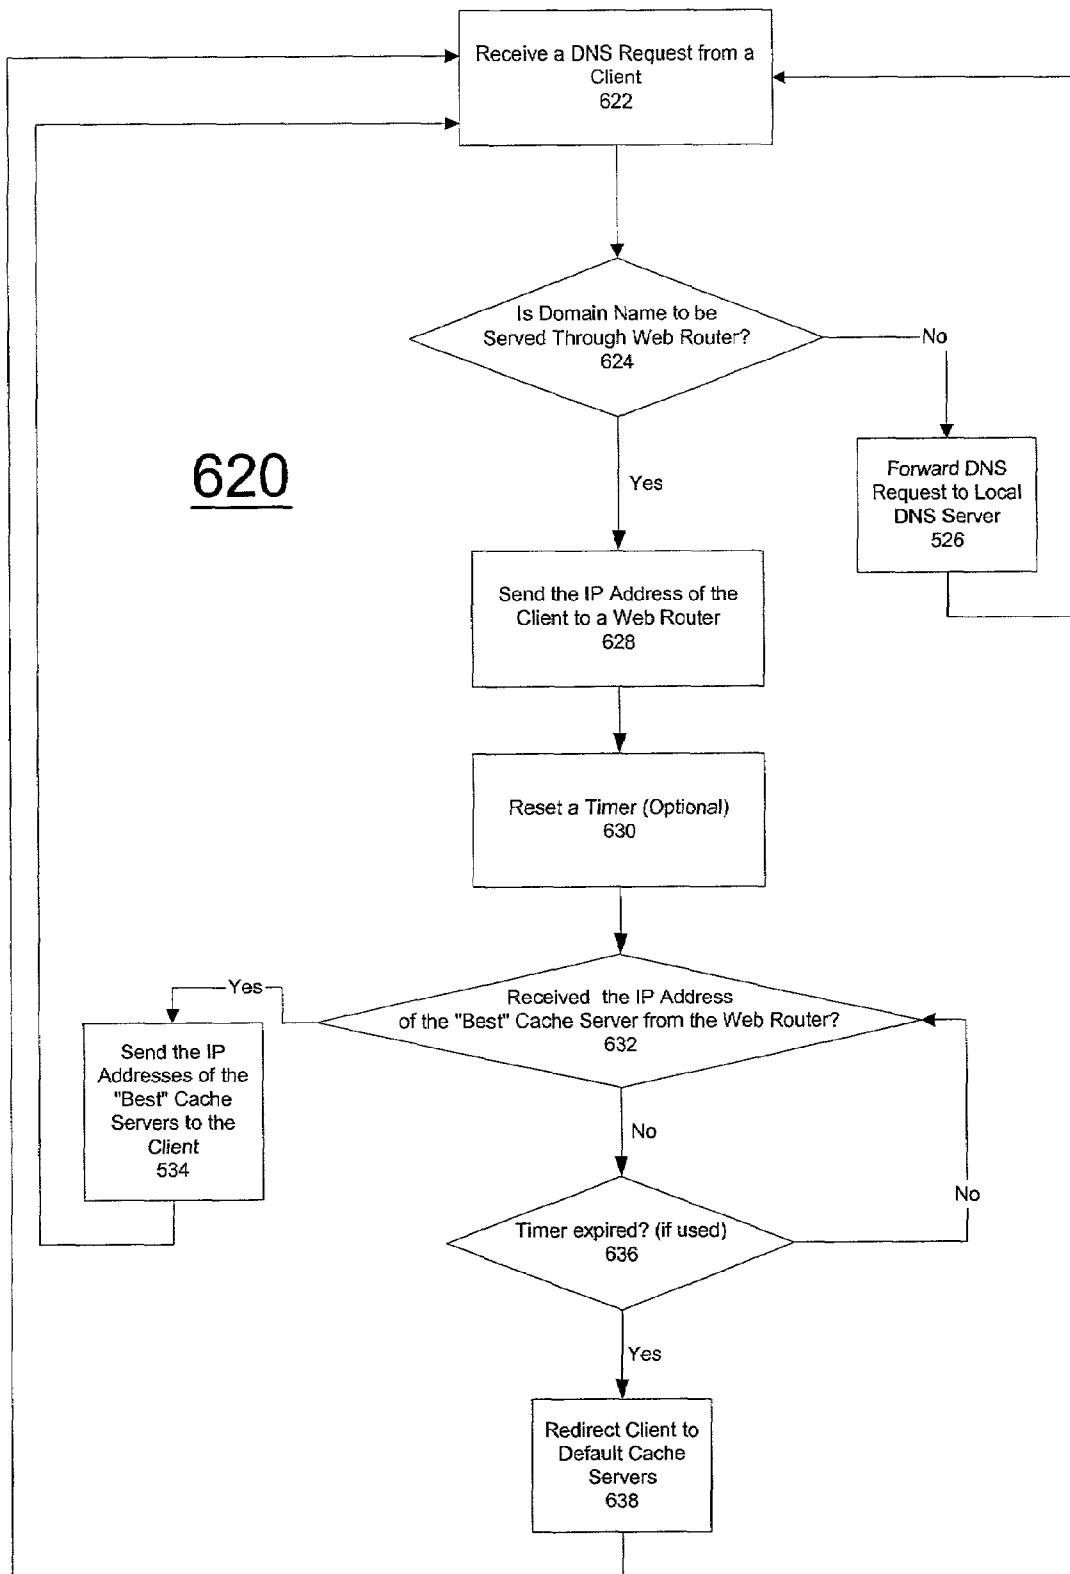 Receive a DNS Request from a
Client
622
Is Domain Name to be
Served Through Web Router?
624
No
620
Yes
Forward DNS
Request to Local
DNS Server
526
Send the IP Address of the
Client to a Web Router
628
Reset a Timer (Optional)
630
Yes
Received the IP Address
of the "Best" Cache Server from the Web Router?
632
Send the IP
Addresses of the
"Best" Cache
Servers to the
Client
534
No
No
Timer expired? (if used)
636
Yes
Redirect Client to
Default Cache
Servers
638